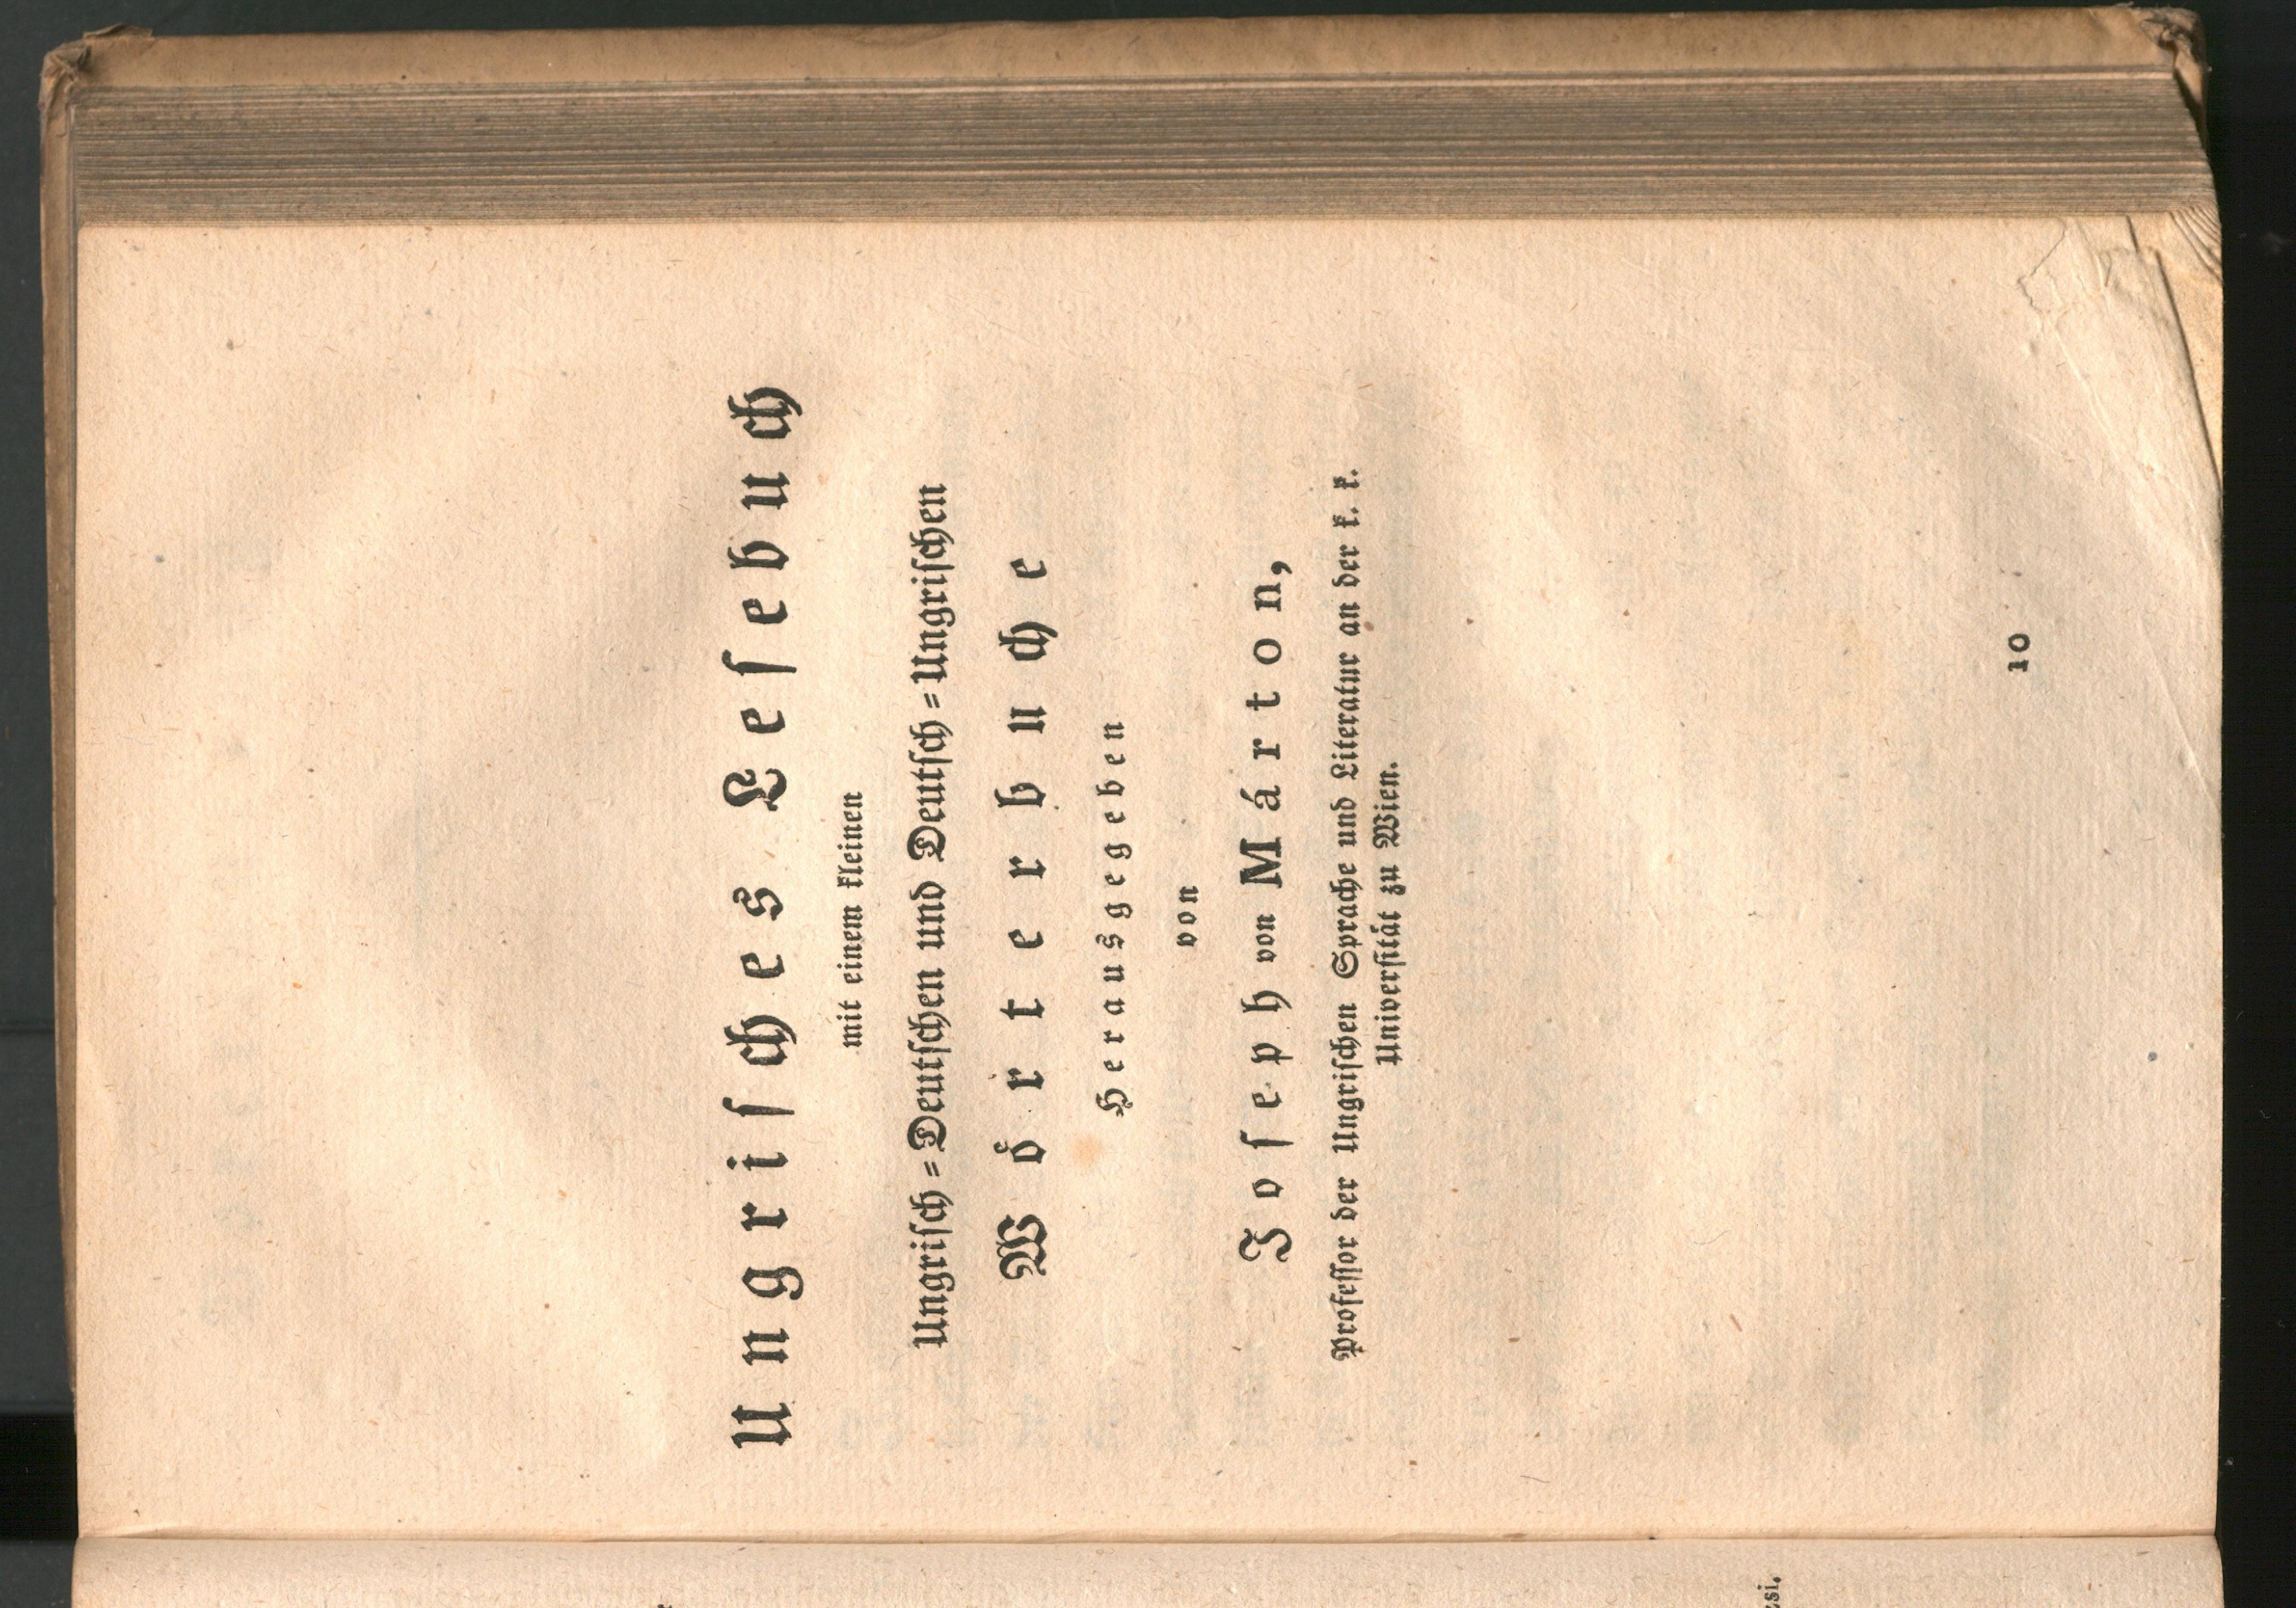 Ungrisches Lesebuch
mit einem kleinen
Ungrisch=Deutschen und Deutsch=Ungrischen
Wörterbuche
Herausgegeben
von
Joseph von Márton,
Professor der Ungrischen Sprache und Literatur an der k. k.
Universität zu Wien.
10